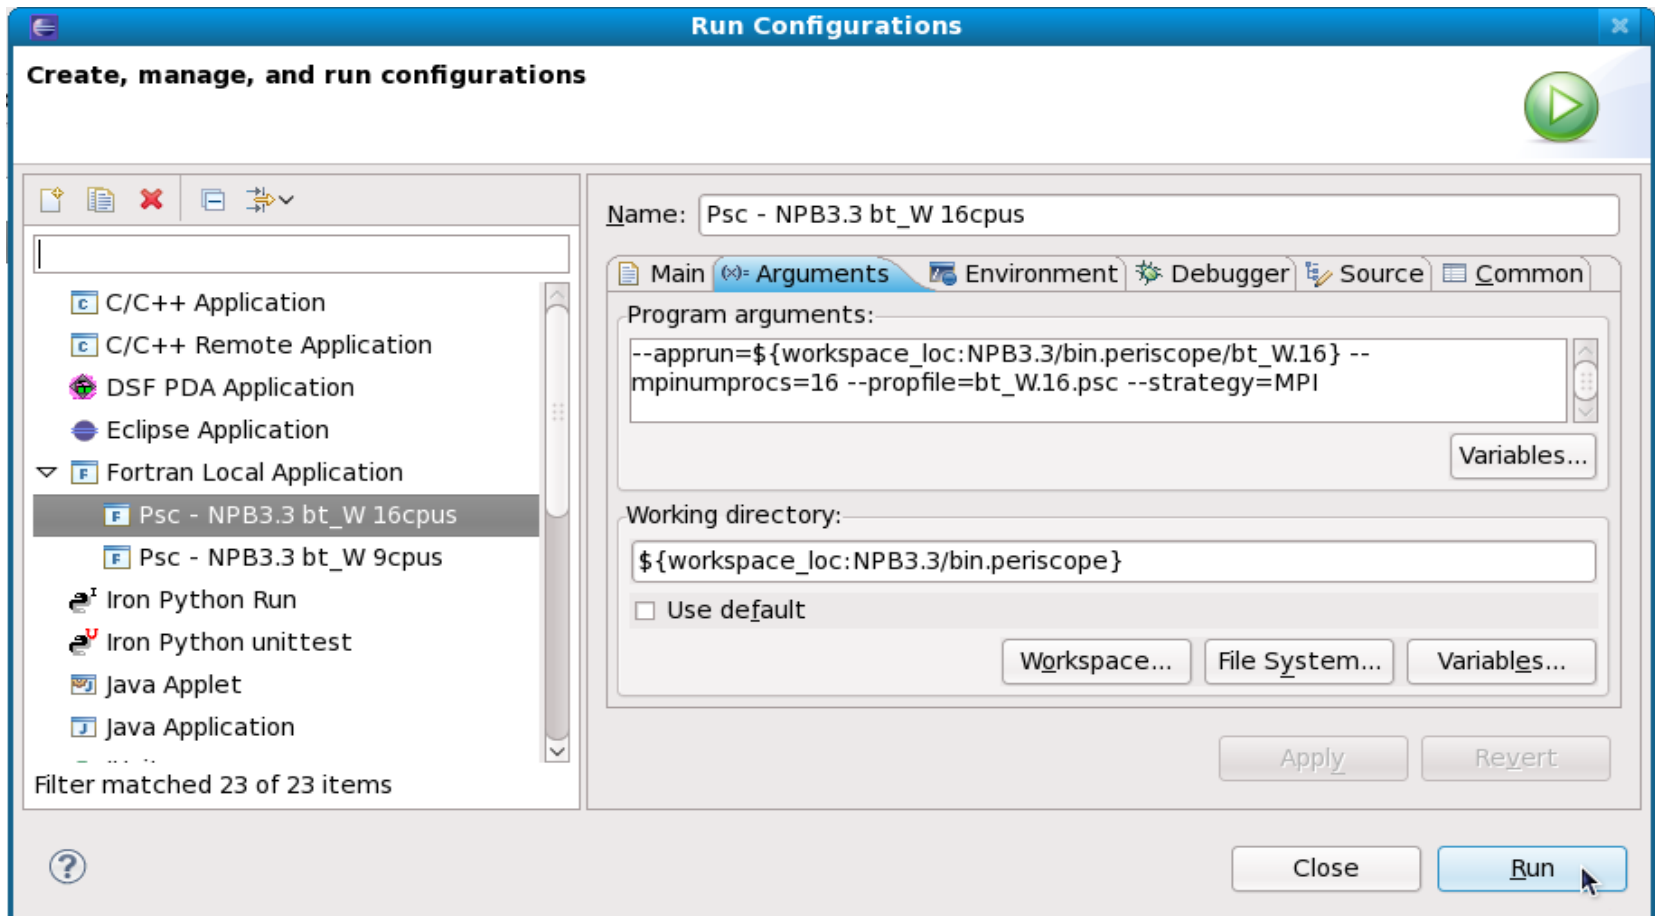 Run Configurations
Create, manage, and run configurations
Name: Psc - NPB3.3 bt_W 16cpus
Main (x)= Arguments Environment Debugger Source Common
C/C++ Application
C/C++ Remote Application
DSF PDA Application
Eclipse Application
Fortran Local Application
Psc - NPB3.3 bt_W 16cpus
Psc - NPB3.3 bt_W 9cpus
Iron Python Run
Iron Python unittest
Java Applet
Java Application
Filter matched 23 of 23 items
Program arguments:
--apprun=${workspace_loc:NPB3.3/bin.periscope/bt_W.16} --
mpinumprocs=16 --propfile=bt_W.16.psc --strategy=MPI
Variables...
Working directory:
${workspace_loc:NPB3.3/bin.periscope}
Use default
Workspace... File System... Variables...
Apply Revert
Close Run